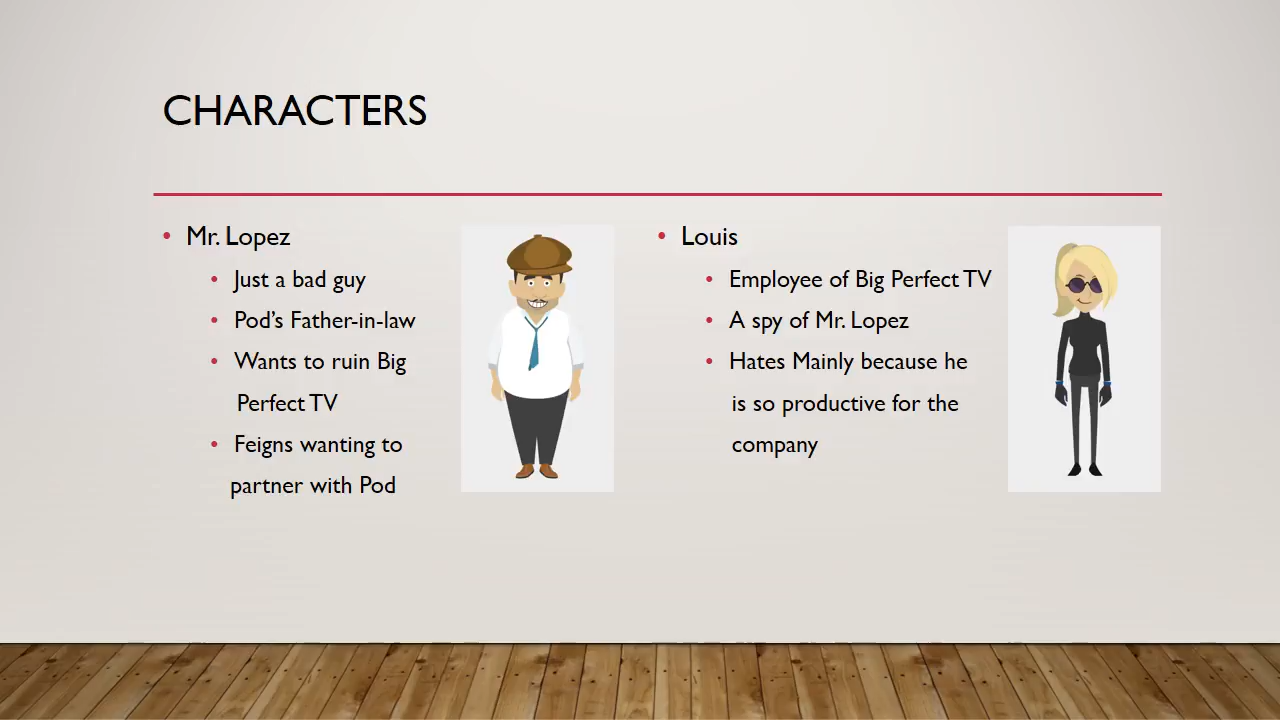 CHARACTERS
• Mr. Lopez
• Just a bad guy
• Pod’s Father-in-law
• Wants to ruin Big
Perfect TV
• Feigns wanting to
partner with Pod
• Louis
• Employee of Big Perfect TV
• A spy of Mr. Lopez
• Hates Mainly because he
is so productive for the
company